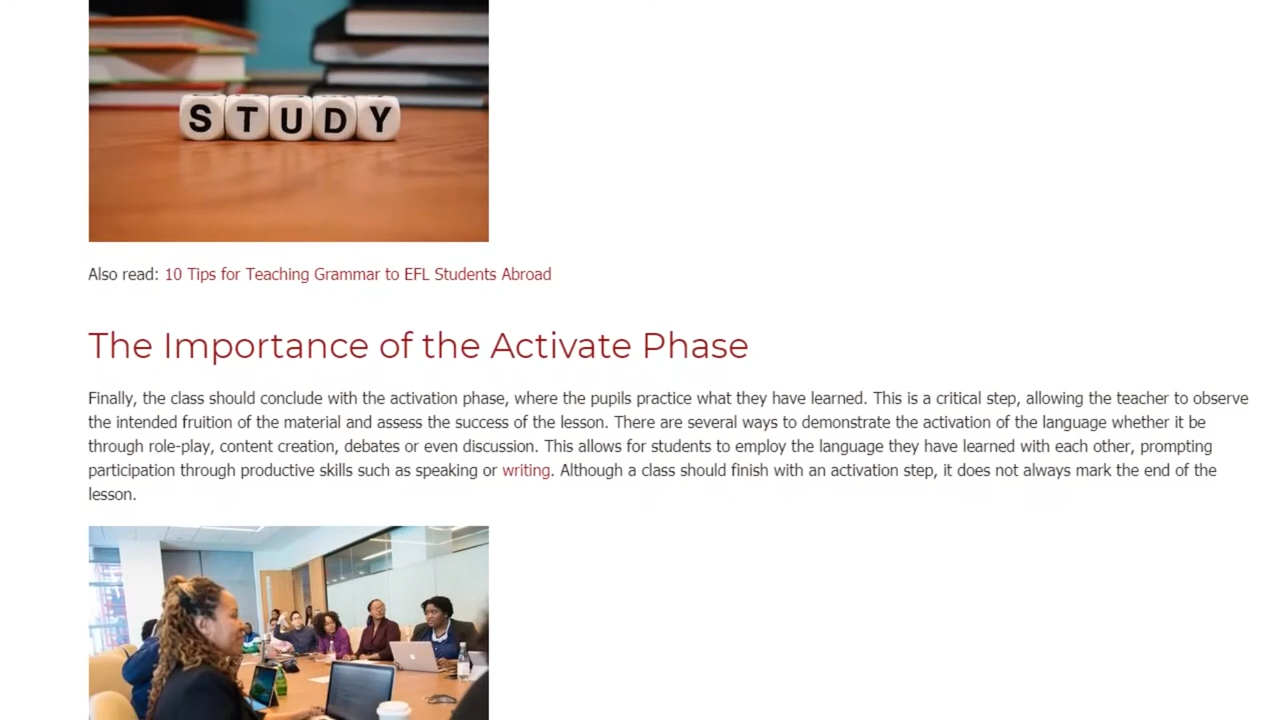 STUDY
Also read: 10 Tips for Teaching Grammar to EFL Students Abroad
The Importance of the Activate Phase
Finally, the class should conclude with the activation phase, where the pupils practice what they have learned. This is a critical step, allowing the teacher to observe
the intended fruition of the material and assess the success of the lesson. There are several ways to demonstrate the activation of the language whether it be
through role-play, content creation, debates or even discussion. This allows for students to employ the language they have learned with each other, prompting
participation through productive skills such as speaking or writing. Although a class should finish with an activation step, it does not always mark the end of the
lesson.